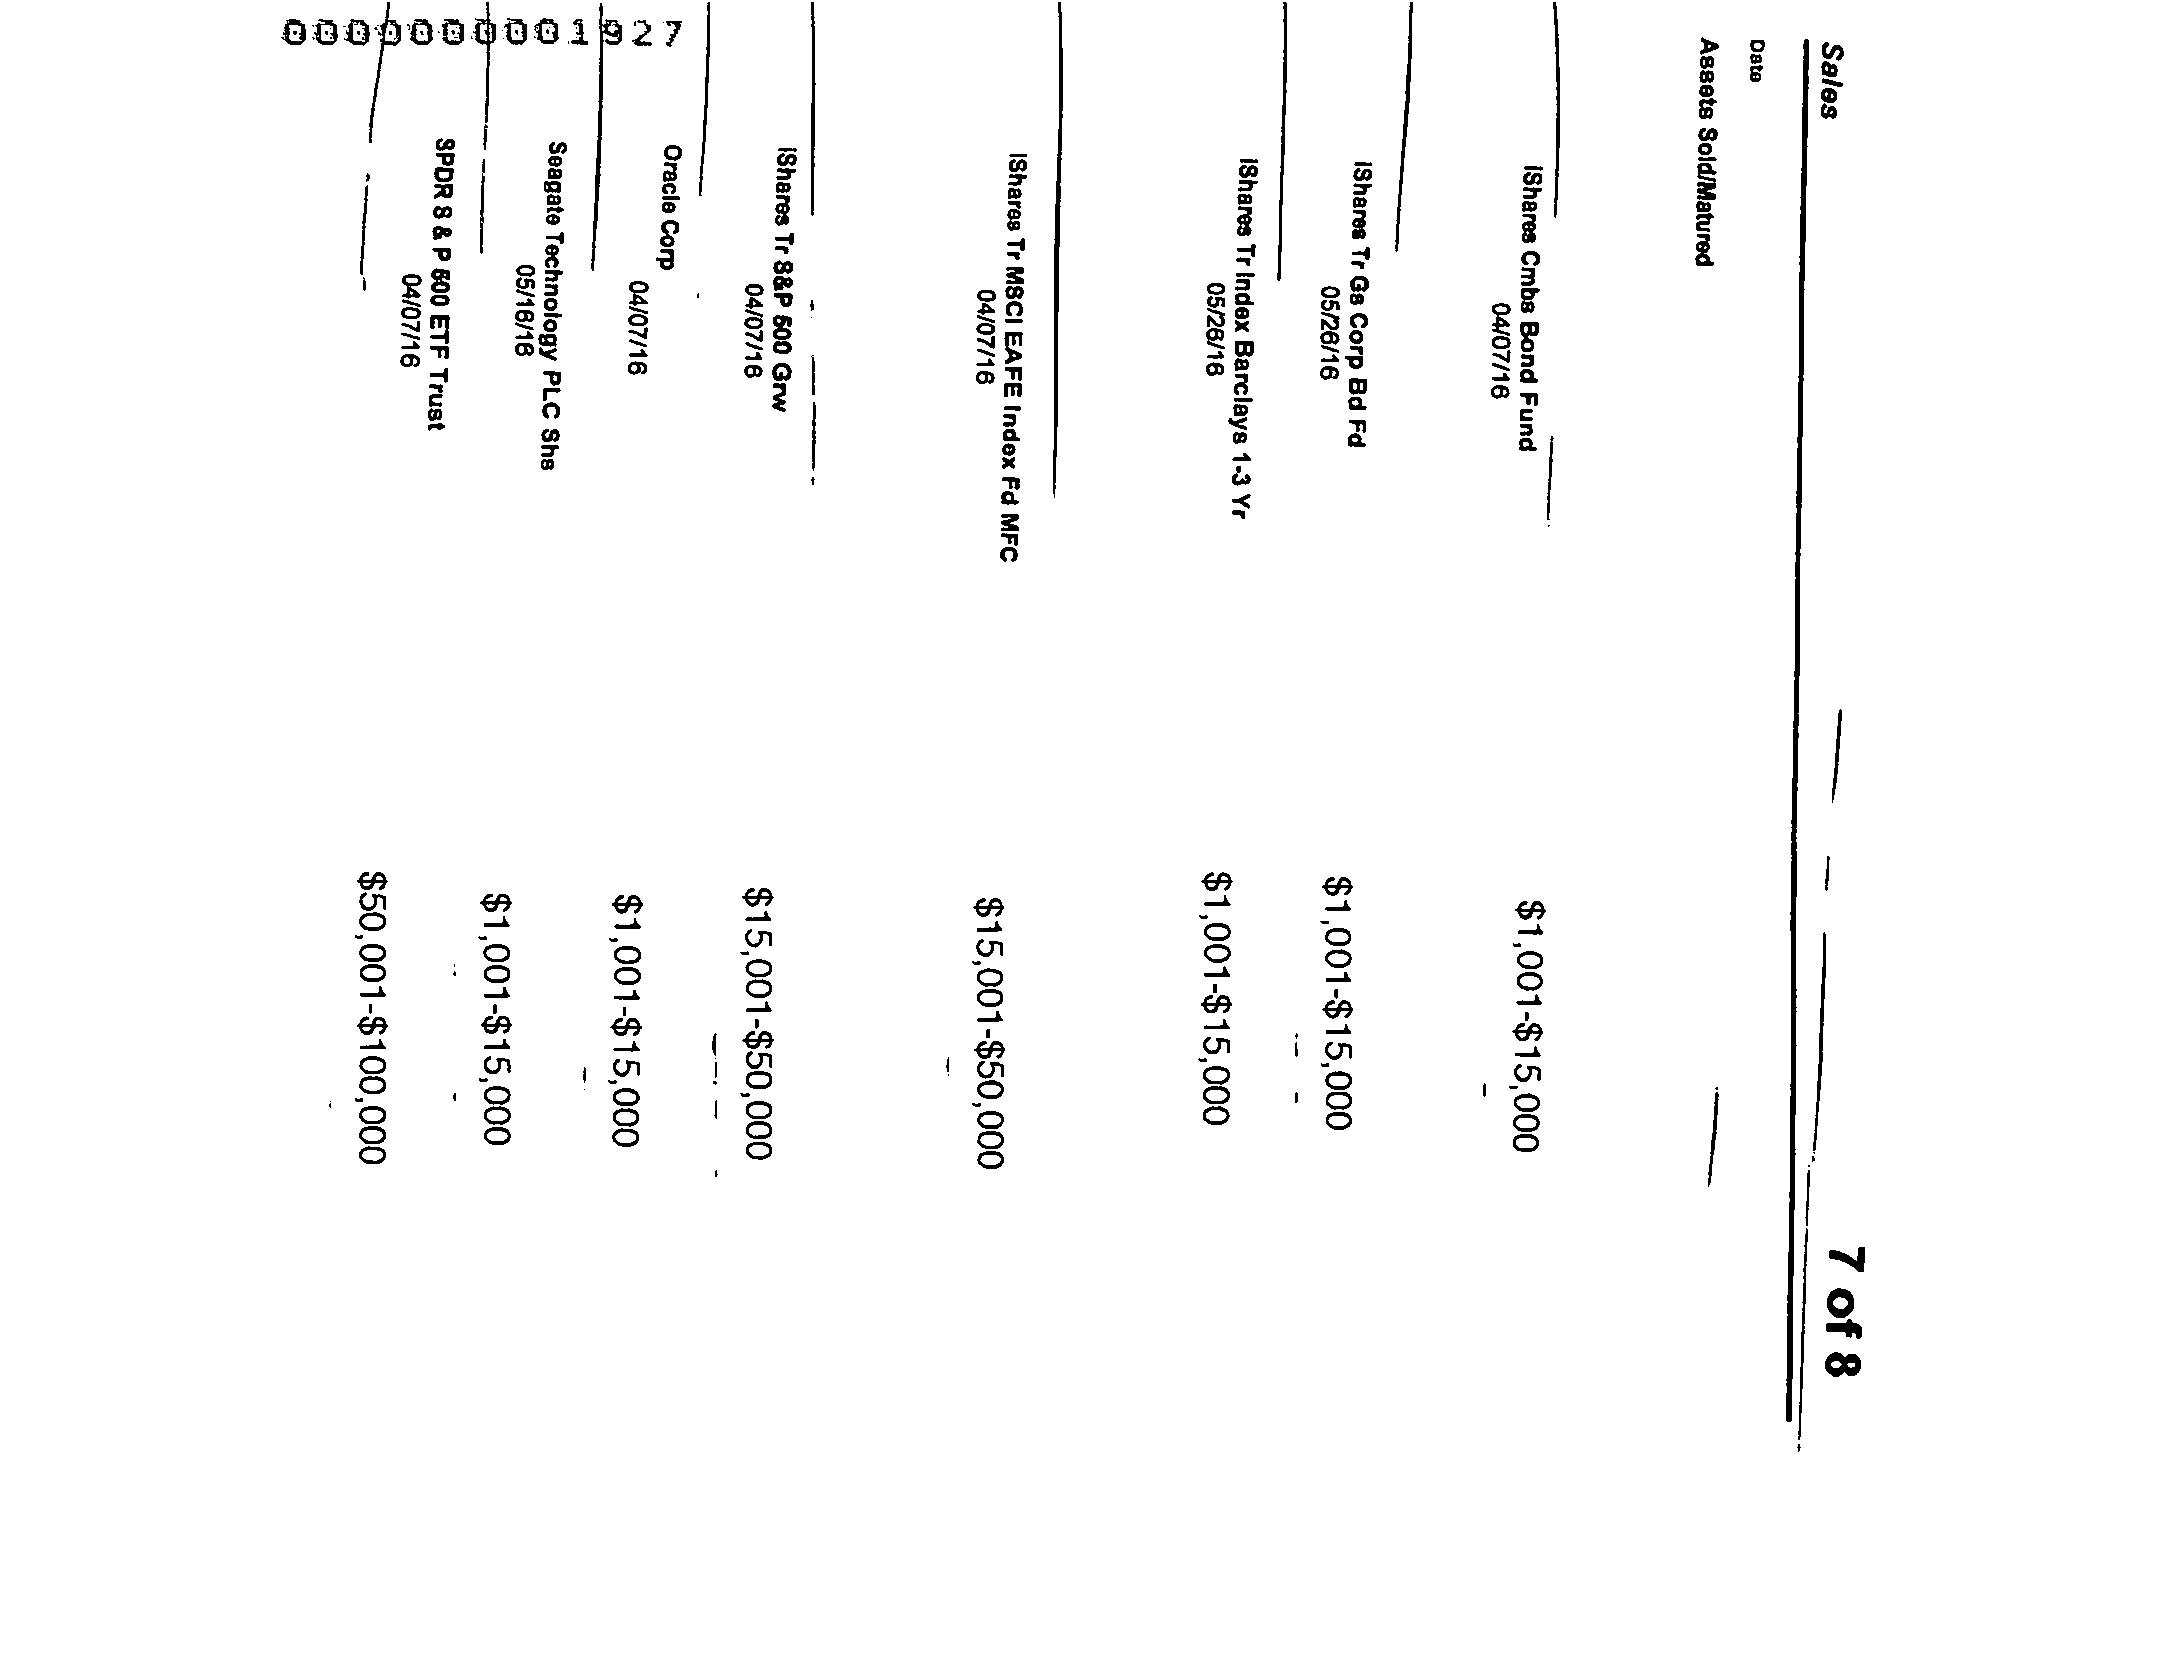 7 of 8
Sales
Date
Assets Sold/Matured
IShares Cmbs Bond Fund
04/07/16 $1,001-$15,000
IShares Tr Gs Corp Bd Fd
05/26/16 $1,001-$15,000
IShares Tr Index Barclays 1-3 Yr
05/26/16 $1,001-$15,000
IShares Tr MSCI EAFE Index Fd MFC
04/07/16 $15,001-$50,000
IShares Tr S&P 500 Grw
04/07/16 $15,001-$50,000
Oracle Corp
04/07/16 $1,001-$15,000
Seagate Technology PLC Shs
05/16/16 $1,001-$15,000
SPDR S & P 500 ETF Trust
04/07/16 $50,001-$100,000
0000000001927